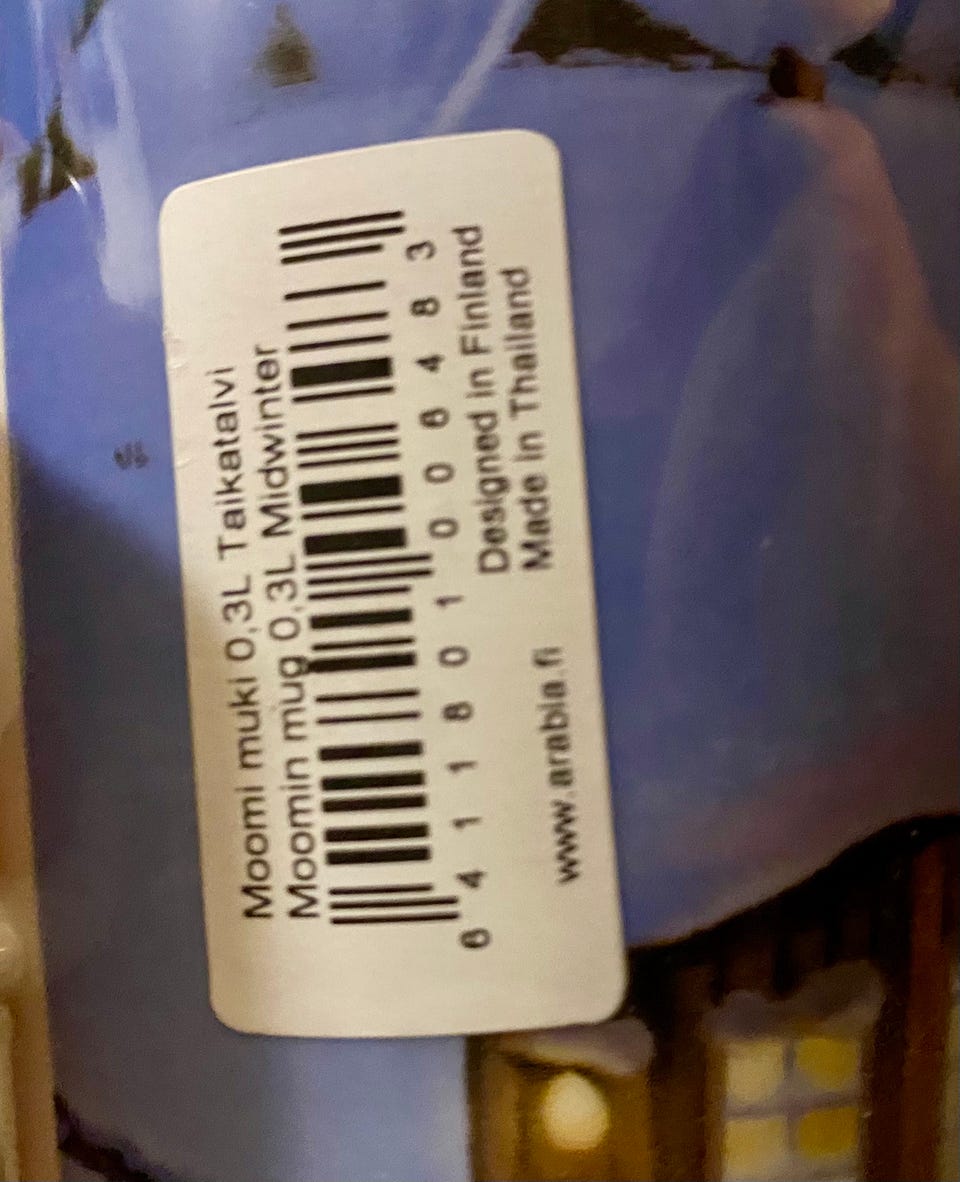 Moomi muki 0,3L Taikatalvi
Moomin mug 0,3L Midwinter
6 411801 006483
Designed in Finland
www.arabia.fi Made in Thailand